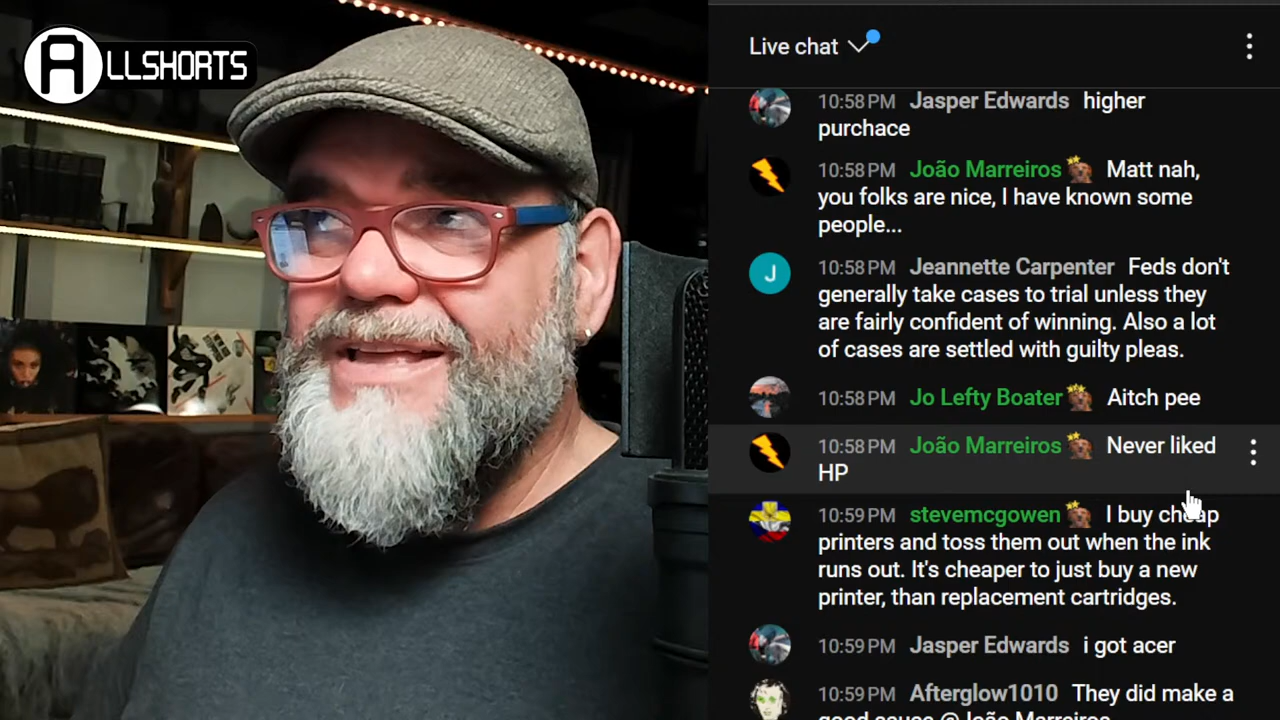 ALLSHORTS
Live chat
10:58 PM Jasper Edwards higher
purchace
10:58 PM João Marreiros Matt nah,
you folks are nice, I have known some
people...
J
10:58 PM Jeannette Carpenter Feds don't
generally take cases to trial unless they
are fairly confident of winning. Also a lot
of cases are settled with guilty pleas.
10:58 PM Jo Lefty Boater Aitch pee
10:58 PM João Marreiros Never liked
HP
10:59 PM stevemcgowen I buy cheap
printers and toss them out when the ink
runs out. It's cheaper to just buy a new
printer, than replacement cartridges.
10:59 PM Jasper Edwards i got acer
10:59 PM Afterglow1010 They did make a
good sauce @João Marreiros